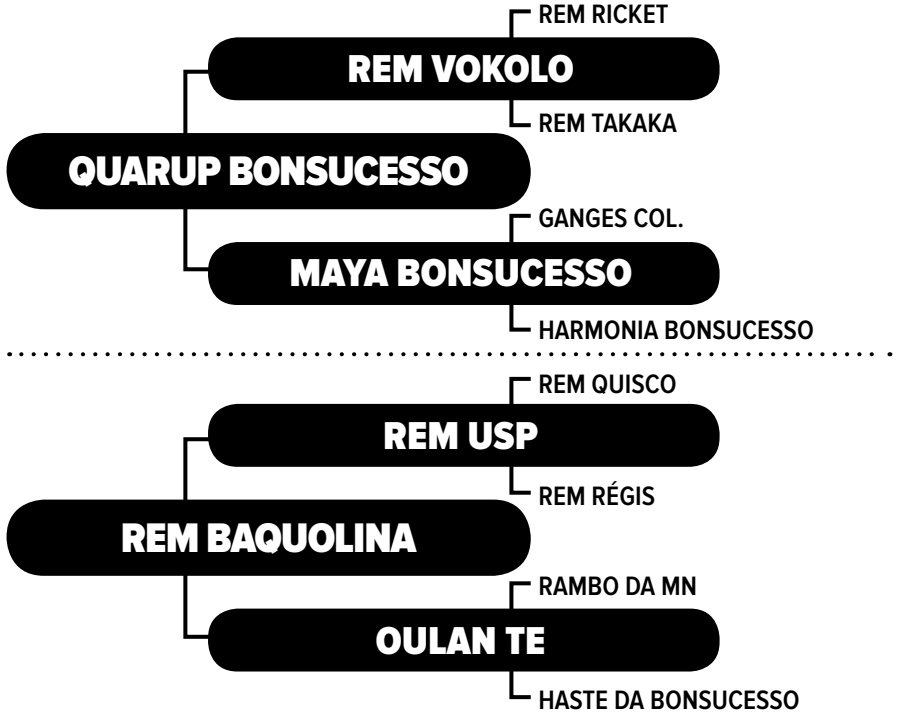 REM RICKET
REM VOKOLO
REM TAKAKA
QUARUP BONSUCESSO
GANGES COL.
MAYA BONSUCESSO
HARMONIA BONSUCESSO
REM QUISCO
REM USP
REM RÉGIS
REM BAQUOLINA
RAMBO DA MN
OULAN TE
HASTE DA BONSUCESSO